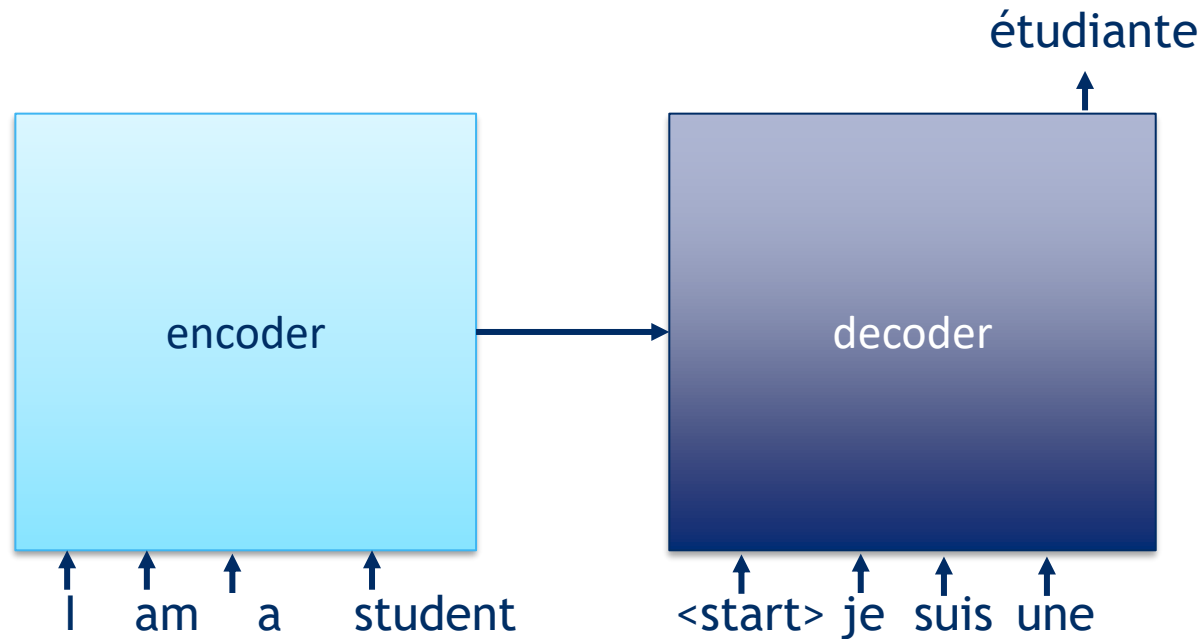 étudiante
encoder
decoder
I am a student
<start> je suis une